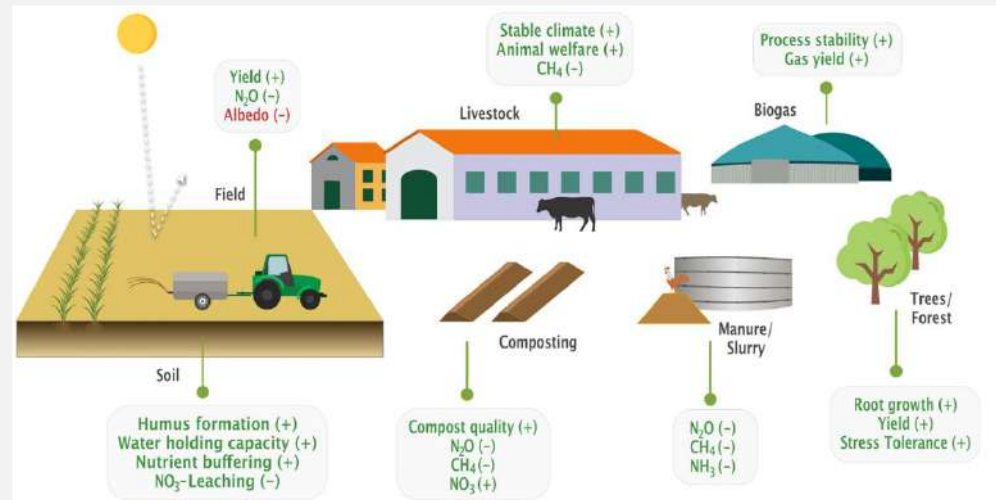 Yield (+)
N₂O (–)
Albedo (–)
Field
Stable climate (+)
Animal welfare (+)
CH₄ (–)
Livestock
Process stability (+)
Gas yield (+)
Biogas
Soil
Humus formation (+)
Water holding capacity (+)
Nutrient buffering (+)
NO₃-Leaching (–)
Composting
Compost quality (+)
N₂O (–)
CH₄ (–)
NO₃ (+)
Manure/
Slurry
N₂O (–)
CH₄ (–)
NH₃ (–)
Trees/
Forest
Root growth (+)
Yield (+)
Stress Tolerance (+)